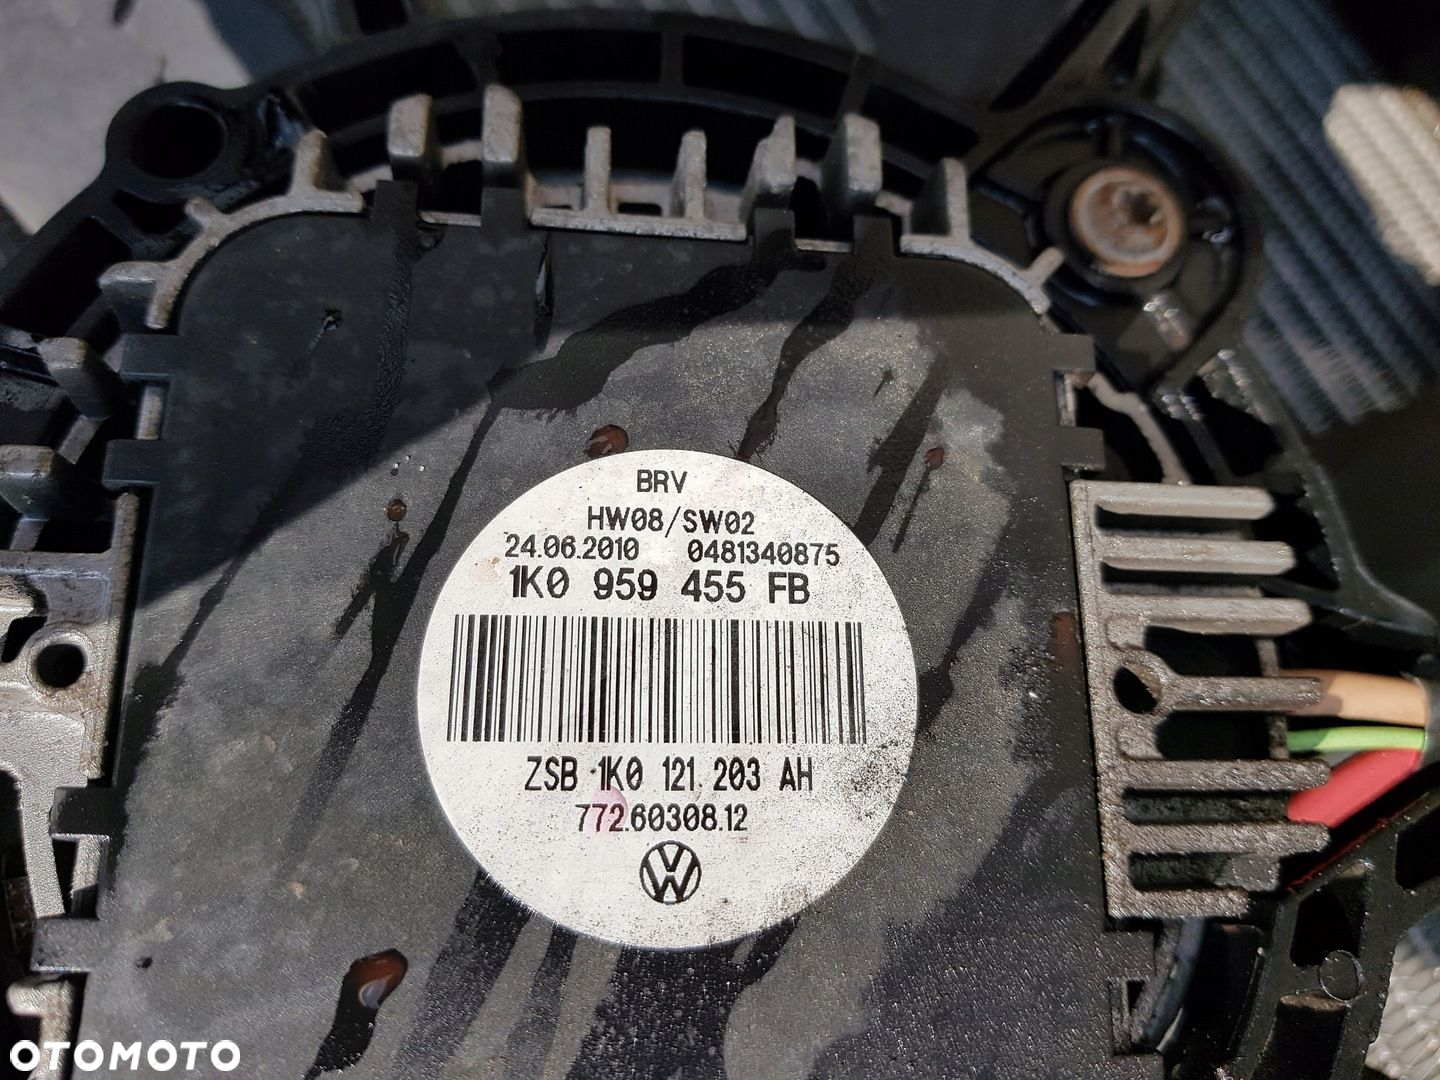 BRV
HW08/SW02
24.06.2010 0481340875
1K0 959 455 FB
ZSB 1K0 121 203 AH
772.60308.12
OTOMOTO